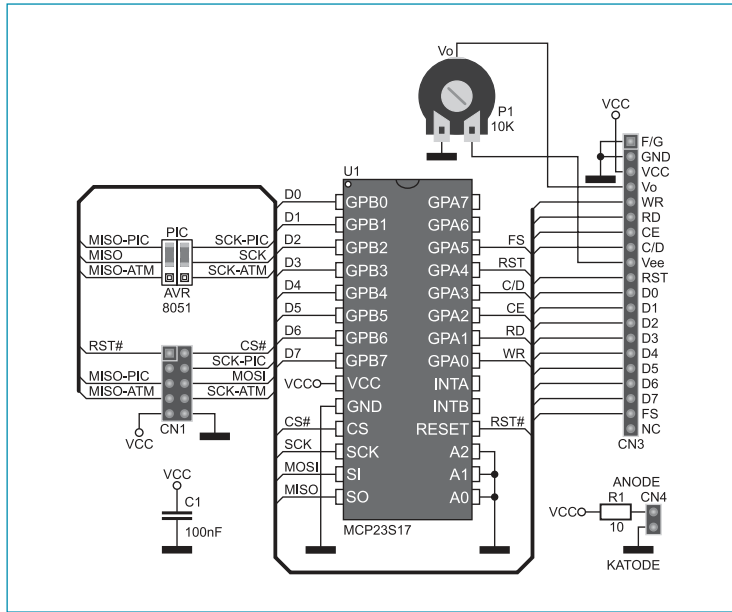 Vo
P1
10K
VCC
F/G
GND
VCC
Vo
WR
RD
CE
C/D
Vee
RST
D0
D1
D2
D3
D4
D5
D6
D7
FS
NC
CN3
U1
D0 GPB0 GPA7
D1 GPB1 GPA6
D2 GPB2 GPA5 FS
D3 GPB3 GPA4 RST
D4 GPB4 GPA3 C/D
D5 GPB5 GPA2 CE
D6 GPB6 GPA1 RD
D7 GPB7 GPA0 WR
VCC VCC INTA
GND INTB
CS# CS RESET RST#
SCK SCK A2
MOSI SI A1
MISO SO A0
MCP23S17
PIC
MISO-PIC SCK-PIC
MISO SCK
MISO-ATM SCK-ATM
AVR
8051
RST# CS#
SCK-PIC
MISO-PIC MOSI
MISO-ATM SCK-ATM
VCC CN1
VCC
C1
100nF
ANODE
R1 CN4
VCC
10
KATODE